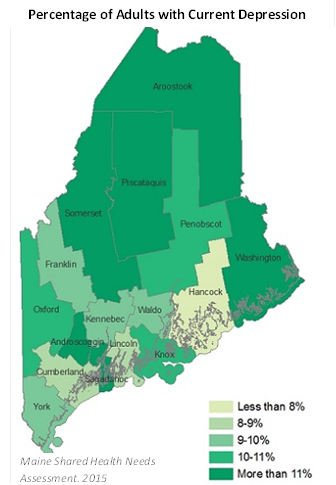 Percentage of Adults with Current Depression
Aroostook
Piscataquis
Somerset
Penobscot
Washington
Franklin
Hancock
Oxford
Waldo
Kennebec
Androscoggin
Lincoln
Knox
Cumberland
Sagadahoc
York
Less than 8%
8-9%
9-10%
10-11%
More than 11%
Maine Shared Health Needs
Assessment. 2015